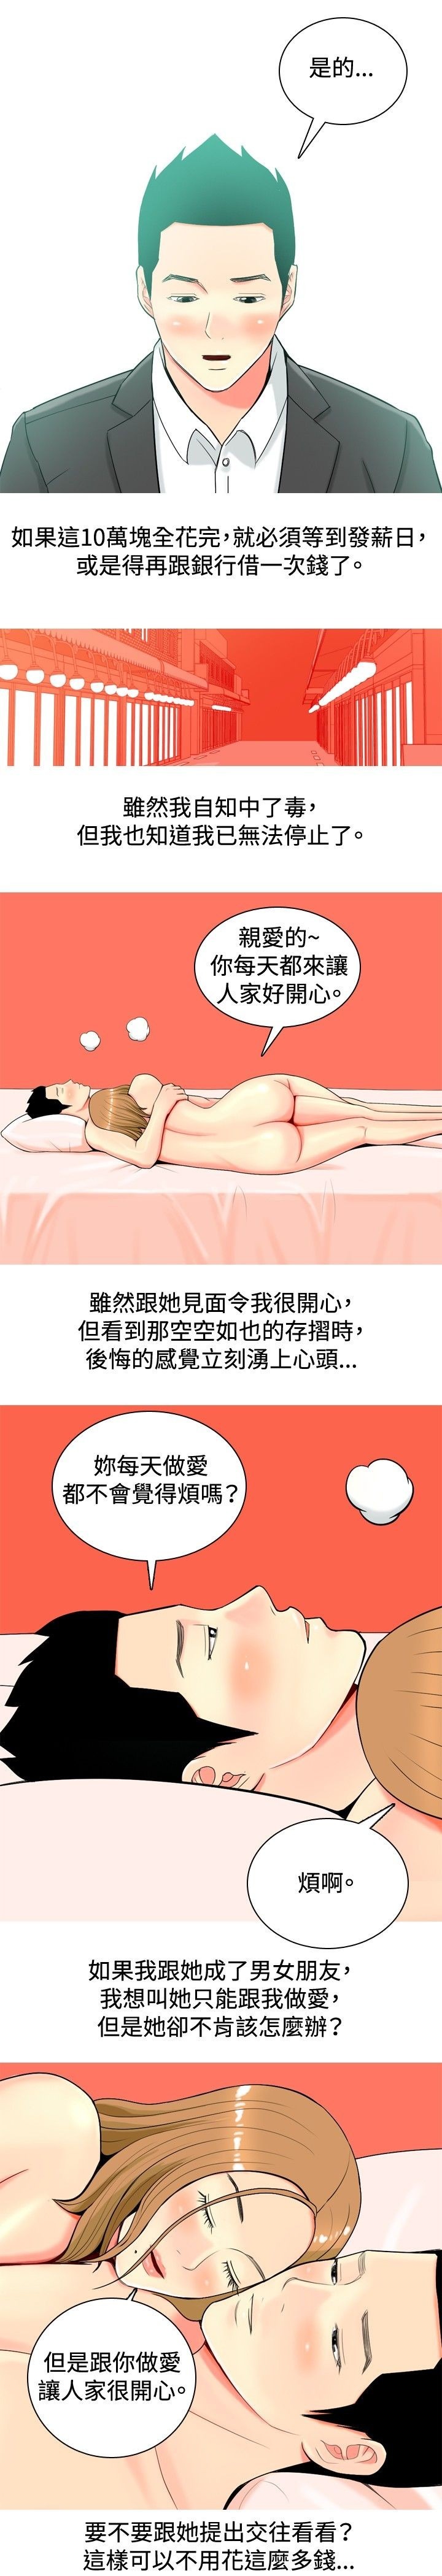 是的...
如果這10萬塊全花完，就必須等到發薪日，
或是得再跟銀行借一次錢了。
雖然我自知中了毒，
但我也知道我已無法停止了。
親愛的~
你每天都來讓
人家好開心。
雖然跟她見面令我很開心，
但看到那空空如也的存摺時，
後悔的感覺立刻湧上心頭...
妳每天做愛
都不會覺得煩嗎？
煩啊。
如果我跟她成了男女朋友，
我想叫她只能跟我做愛，
但是她卻不肯該怎麼辦？
但是跟你做愛
讓人家很開心。
要不要跟她提出交往看看？
這樣可以不用花這麼多錢...